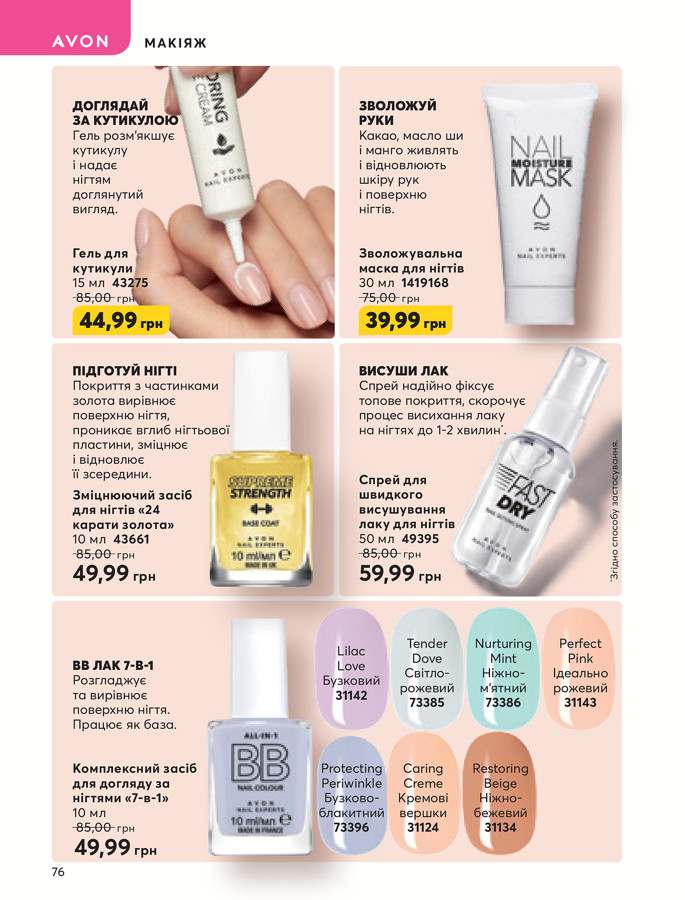 AVON
МАКІЯЖ
ДОГЛЯДАЙ
ЗА КУТИКУЛОЮ
Гель розм'якшує
кутикулу
і надає
нігтям
доглянутий
вигляд.
Гель для
кутикули
15 мл 43275
85,00 грн
44,99 грн
CREAM
AVON
NAIL EXPERTS
ЗВОЛОЖУЙ
РУКИ
Какао, масло ши
і манго живлять
і відновлюють
шкіру рук
і поверхню
нігтів.
Зволожувальна
маска для нігтів
30 мл 1419168
75,00 грн
39,99 грн
NAIL
MOISTURE
MASK
AVON
NAIL EXPERTS
ПІДГОТУЙ НІГТІ
Покриття з частинками
золота вирівнює
поверхню нігтя,
проникає вглиб нігтьової
пластини, зміцнює
і відновлює
її зсередини.
Зміцнюючий засіб
для нігтів «24
карати золота»
10 мл 43661
85,00 грн
49,99 грн
SUPREME
STRENGTH
BASE COAT
AVON
NAIL EXPERTS
10 ml/мл e
MADE IN UK
ВИСУШИ ЛАК
Спрей надійно фіксує
топове покриття, скорочує
процес висихання лаку
на нігтях до 1-2 хвилин*.
Спрей для
швидкого
висушування
лаку для нігтів
50 мл 49395
85,00 грн
59,99 грн
FAST
DRY
AVON
NAIL EXPERTS
*Згідно способу застосування.
BB ЛАК 7-В-1
Розгладжує
та вирівнює
поверхню нігтя.
Працює як база.
Комплексний засіб
для догляду за
нігтями «7-в-1»
10 мл
85,00 грн
49,99 грн
ALL-IN-1
BB
NAIL COLOUR
AVON
NAIL EXPERTS
10 ml/мл e
MADE IN FRANCE
Lilac
Love
Бузковий
31142
Tender
Dove
Світло-
рожевий
73385
Nurturing
Mint
Ніжно-
м'ятний
73386
Perfect
Pink
Ідеально
рожевий
31143
Protecting
Periwinkle
Бузково-
блакитний
73396
Caring
Creme
Кремові
вершки
31124
Restoring
Beige
Ніжно-
бежевий
31134
76